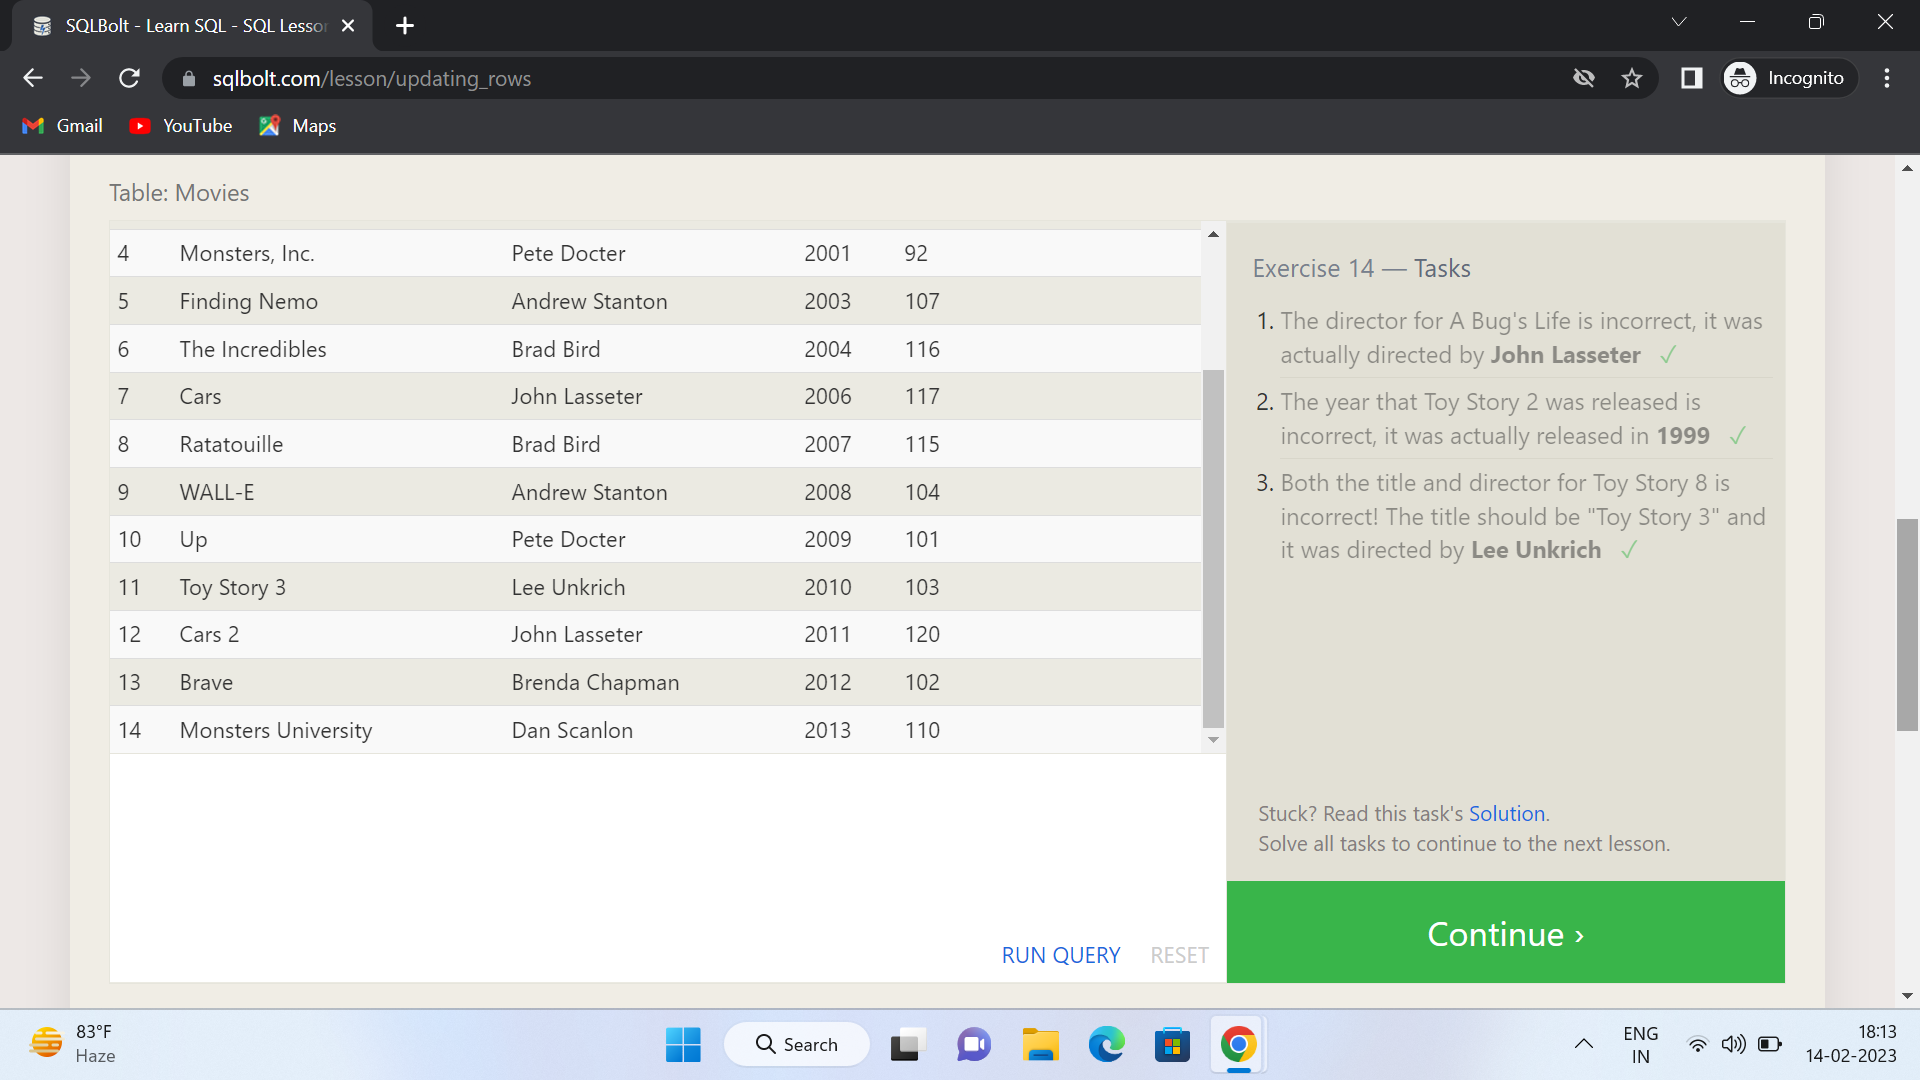 SQLBolt - Learn SQL - SQL Lesso
sqlbolt.com/lesson/updating_rows
Incognito
Gmail
YouTube
Maps
Table: Movies
4 Monsters, Inc. Pete Docter 2001 92
5 Finding Nemo Andrew Stanton 2003 107
6 The Incredibles Brad Bird 2004 116
7 Cars John Lasseter 2006 117
8 Ratatouille Brad Bird 2007 115
9 WALL-E Andrew Stanton 2008 104
10 Up Pete Docter 2009 101
11 Toy Story 3 Lee Unkrich 2010 103
12 Cars 2 John Lasseter 2011 120
13 Brave Brenda Chapman 2012 102
14 Monsters University Dan Scanlon 2013 110
RUN QUERY RESET
Exercise 14 — Tasks
1. The director for A Bug's Life is incorrect, it was
actually directed by John Lasseter ✓
2. The year that Toy Story 2 was released is
incorrect, it was actually released in 1999 ✓
3. Both the title and director for Toy Story 8 is
incorrect! The title should be "Toy Story 3" and
it was directed by Lee Unkrich ✓
Stuck? Read this task's Solution.
Solve all tasks to continue to the next lesson.
Continue ›
83°F
Haze
Search
ENG
IN
18:13
14-02-2023